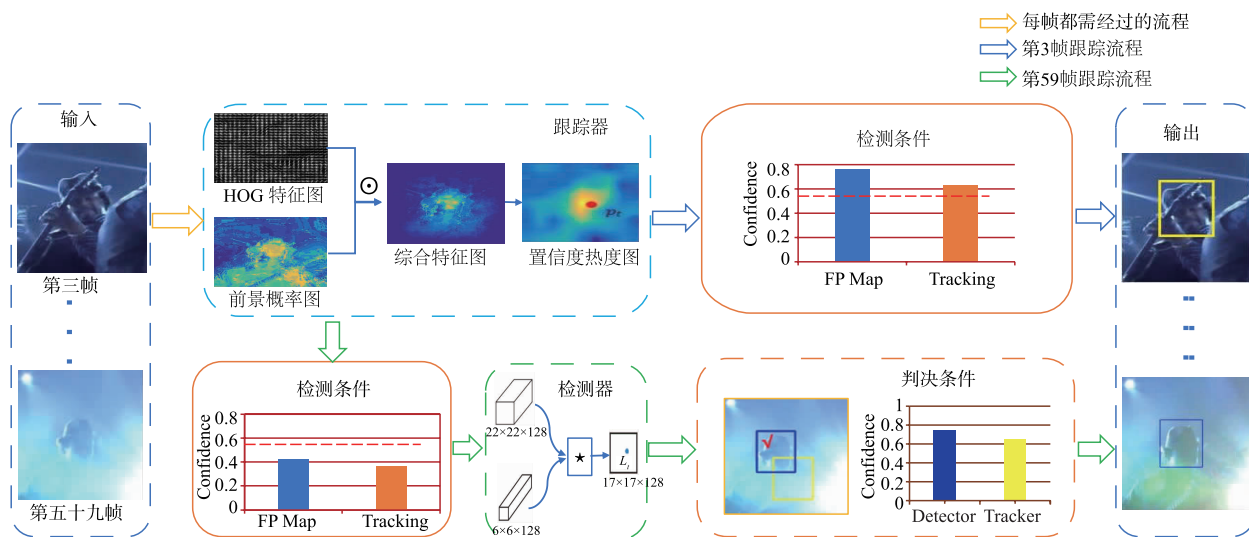 每帧都需经过的流程
第3帧跟踪流程
第59帧跟踪流程
输入
第三帧
第五十九帧
跟踪器
HOG 特征图
前景概率图
综合特征图
Pt
置信度热度图
检测条件
Confidence
0.8
0.6
0.4
0.2
0
FP Map
Tracking
输出
检测条件
Confidence
0.8
0.6
0.4
0.2
0
FP Map
Tracking
检测器
22×22×128
6×6×128
★
Lt
17×17×128
判决条件
√
Confidence
1
0.8
0.6
0.4
0.2
0
Detector
Tracker